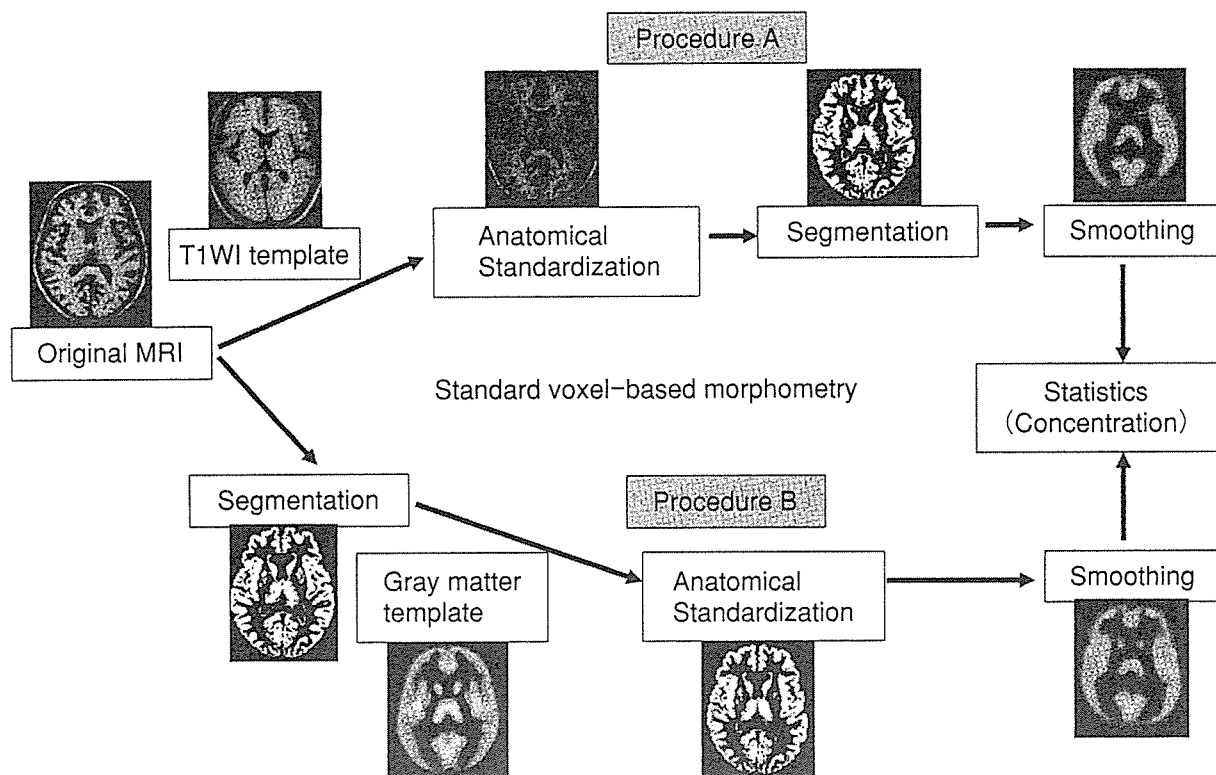 Procedure A
T1WI template
Original MRI
Anatomical
Standardization
Segmentation
Smoothing
Standard voxel-based morphometry
Statistics
(Concentration)
Segmentation
Procedure B
Gray matter
template
Anatomical
Standardization
Smoothing